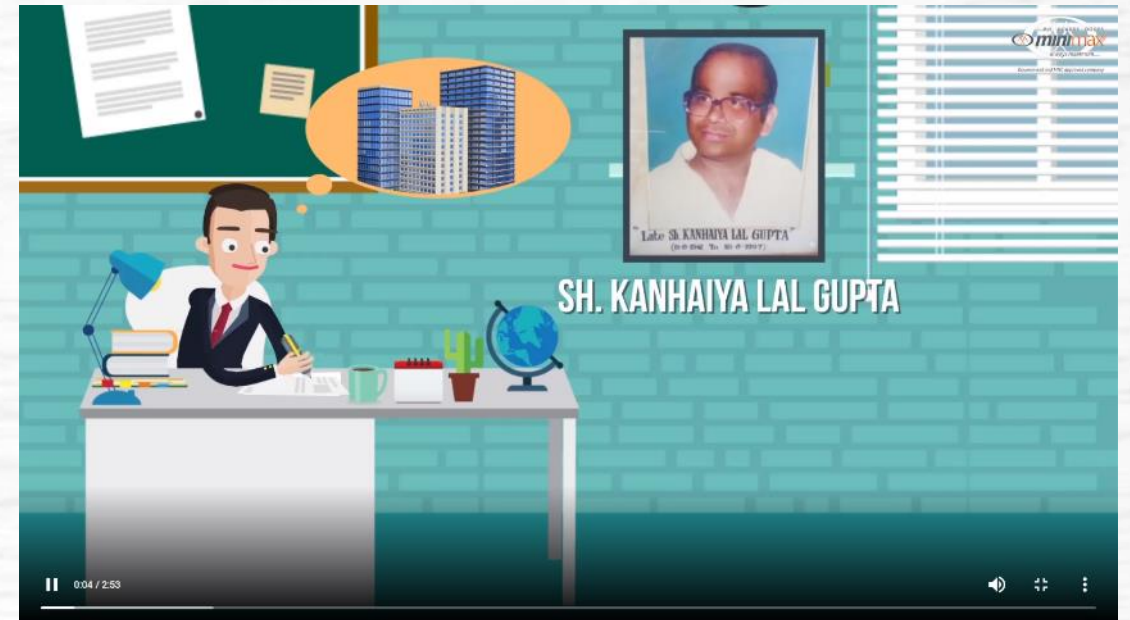 minimax
"Late Sh. KANHAIYA LAL GUPTA"
SH. KANHAIYA LAL GUPTA
0:04 / 2:53